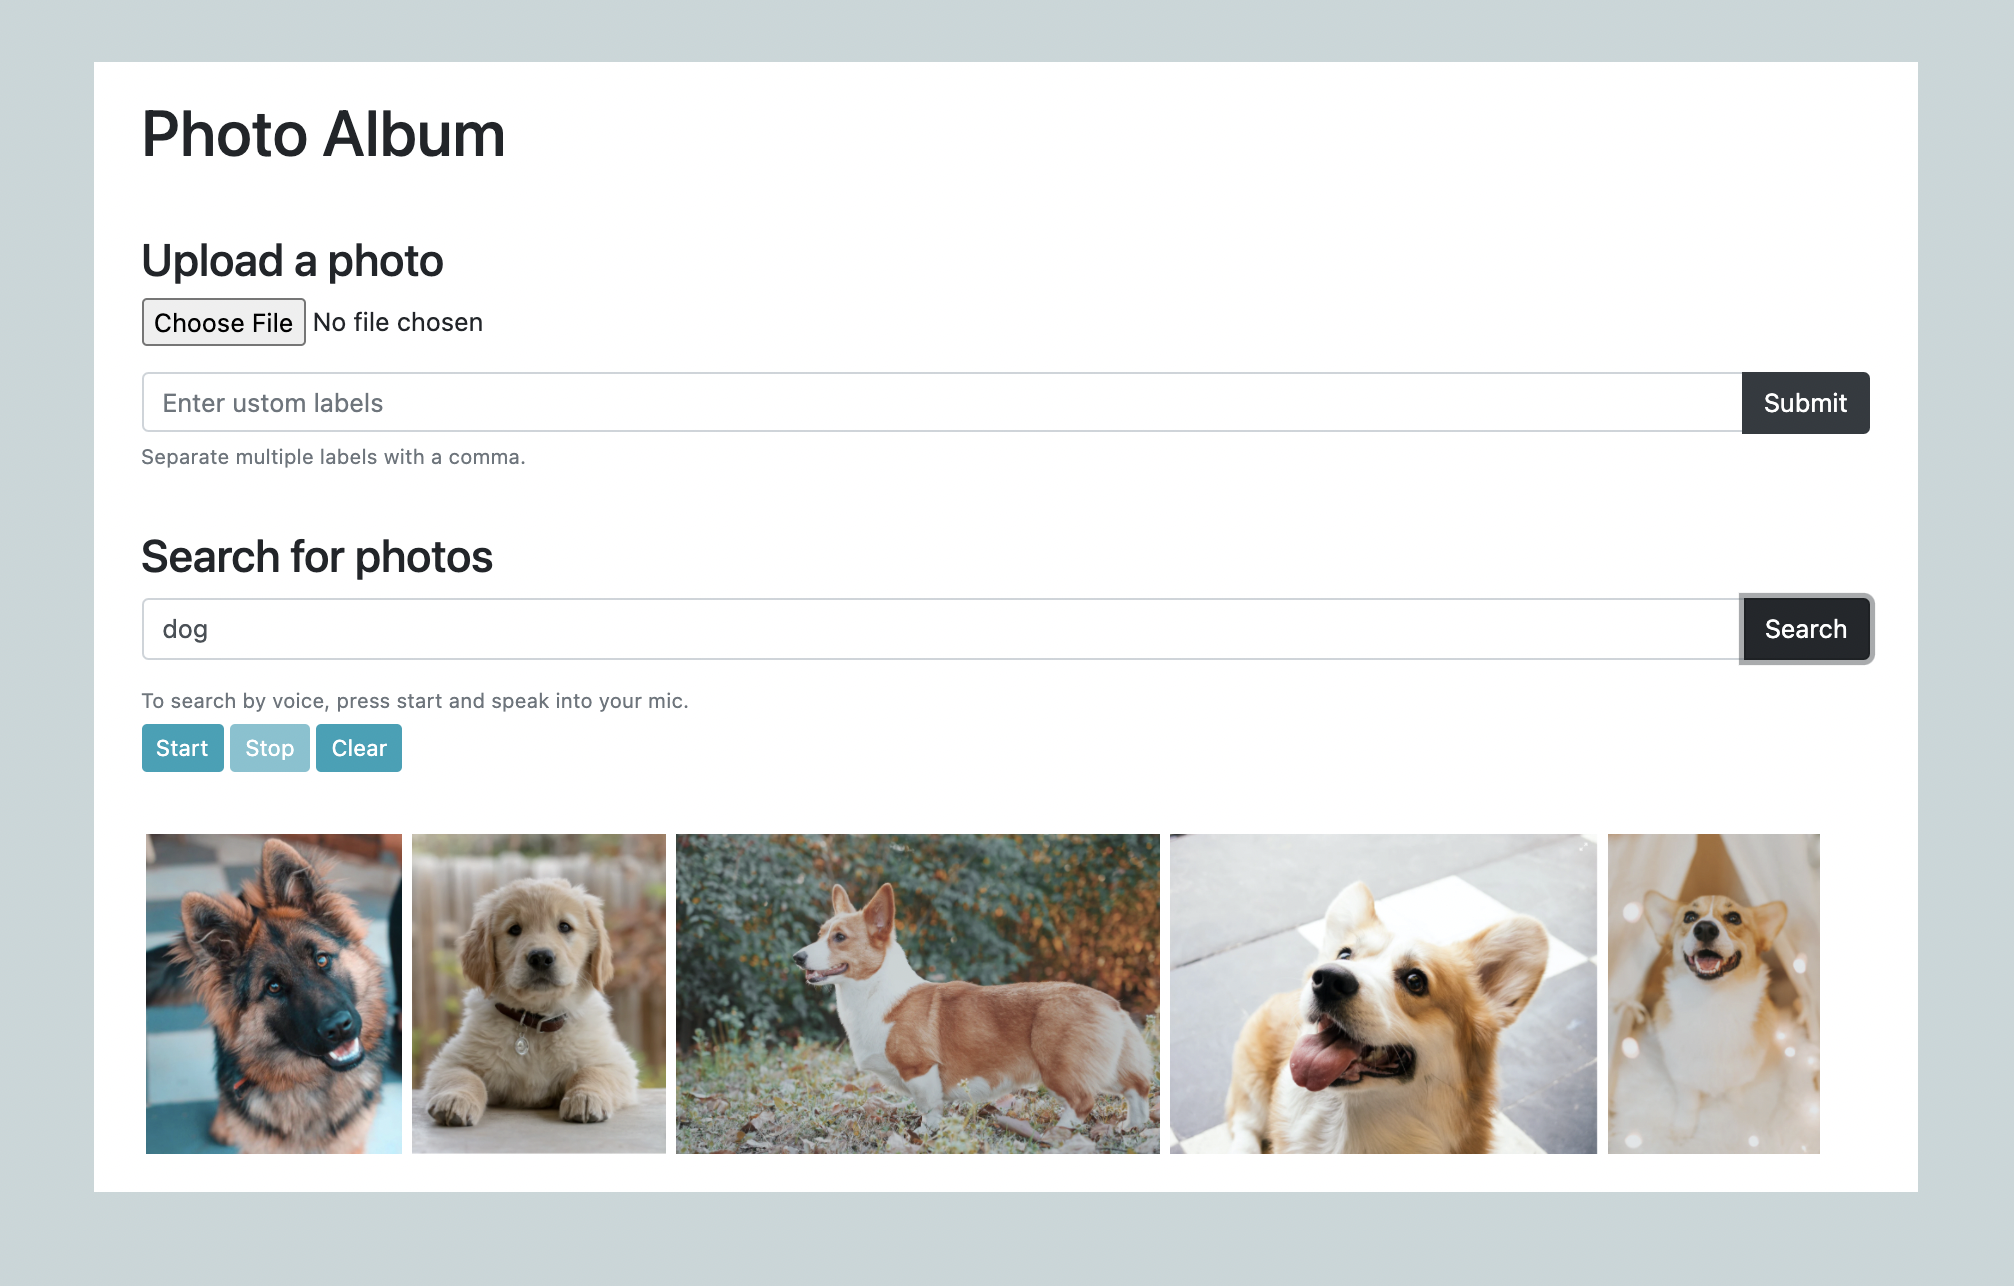 Photo Album
Upload a photo
Choose File No file chosen
Enter ustom labels Submit
Separate multiple labels with a comma.
Search for photos
dog Search
To search by voice, press start and speak into your mic.
Start Stop Clear